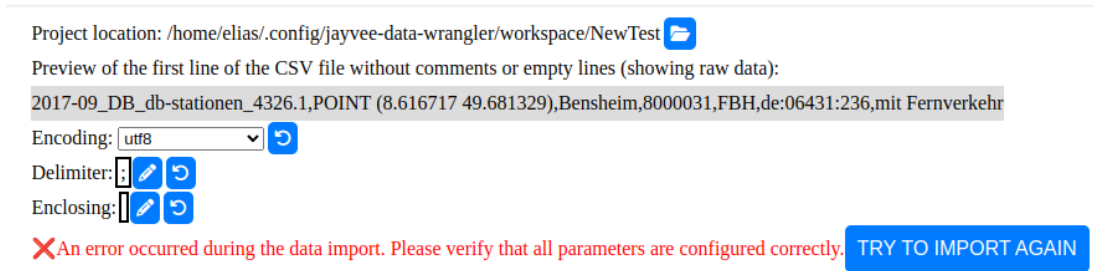 Project location: /home/elias/.config/jayvee-data-wrangler/workspace/NewTest
Preview of the first line of the CSV file without comments or empty lines (showing raw data):
2017-09_DB_db-stationen_4326.1,POINT (8.616717 49.681329),Bensheim,8000031,FBH,de:06431:236,mit Fernverkehr
Encoding: utf8
Delimiter: ;
Enclosing:
❌An error occurred during the data import. Please verify that all parameters are configured correctly. TRY TO IMPORT AGAIN